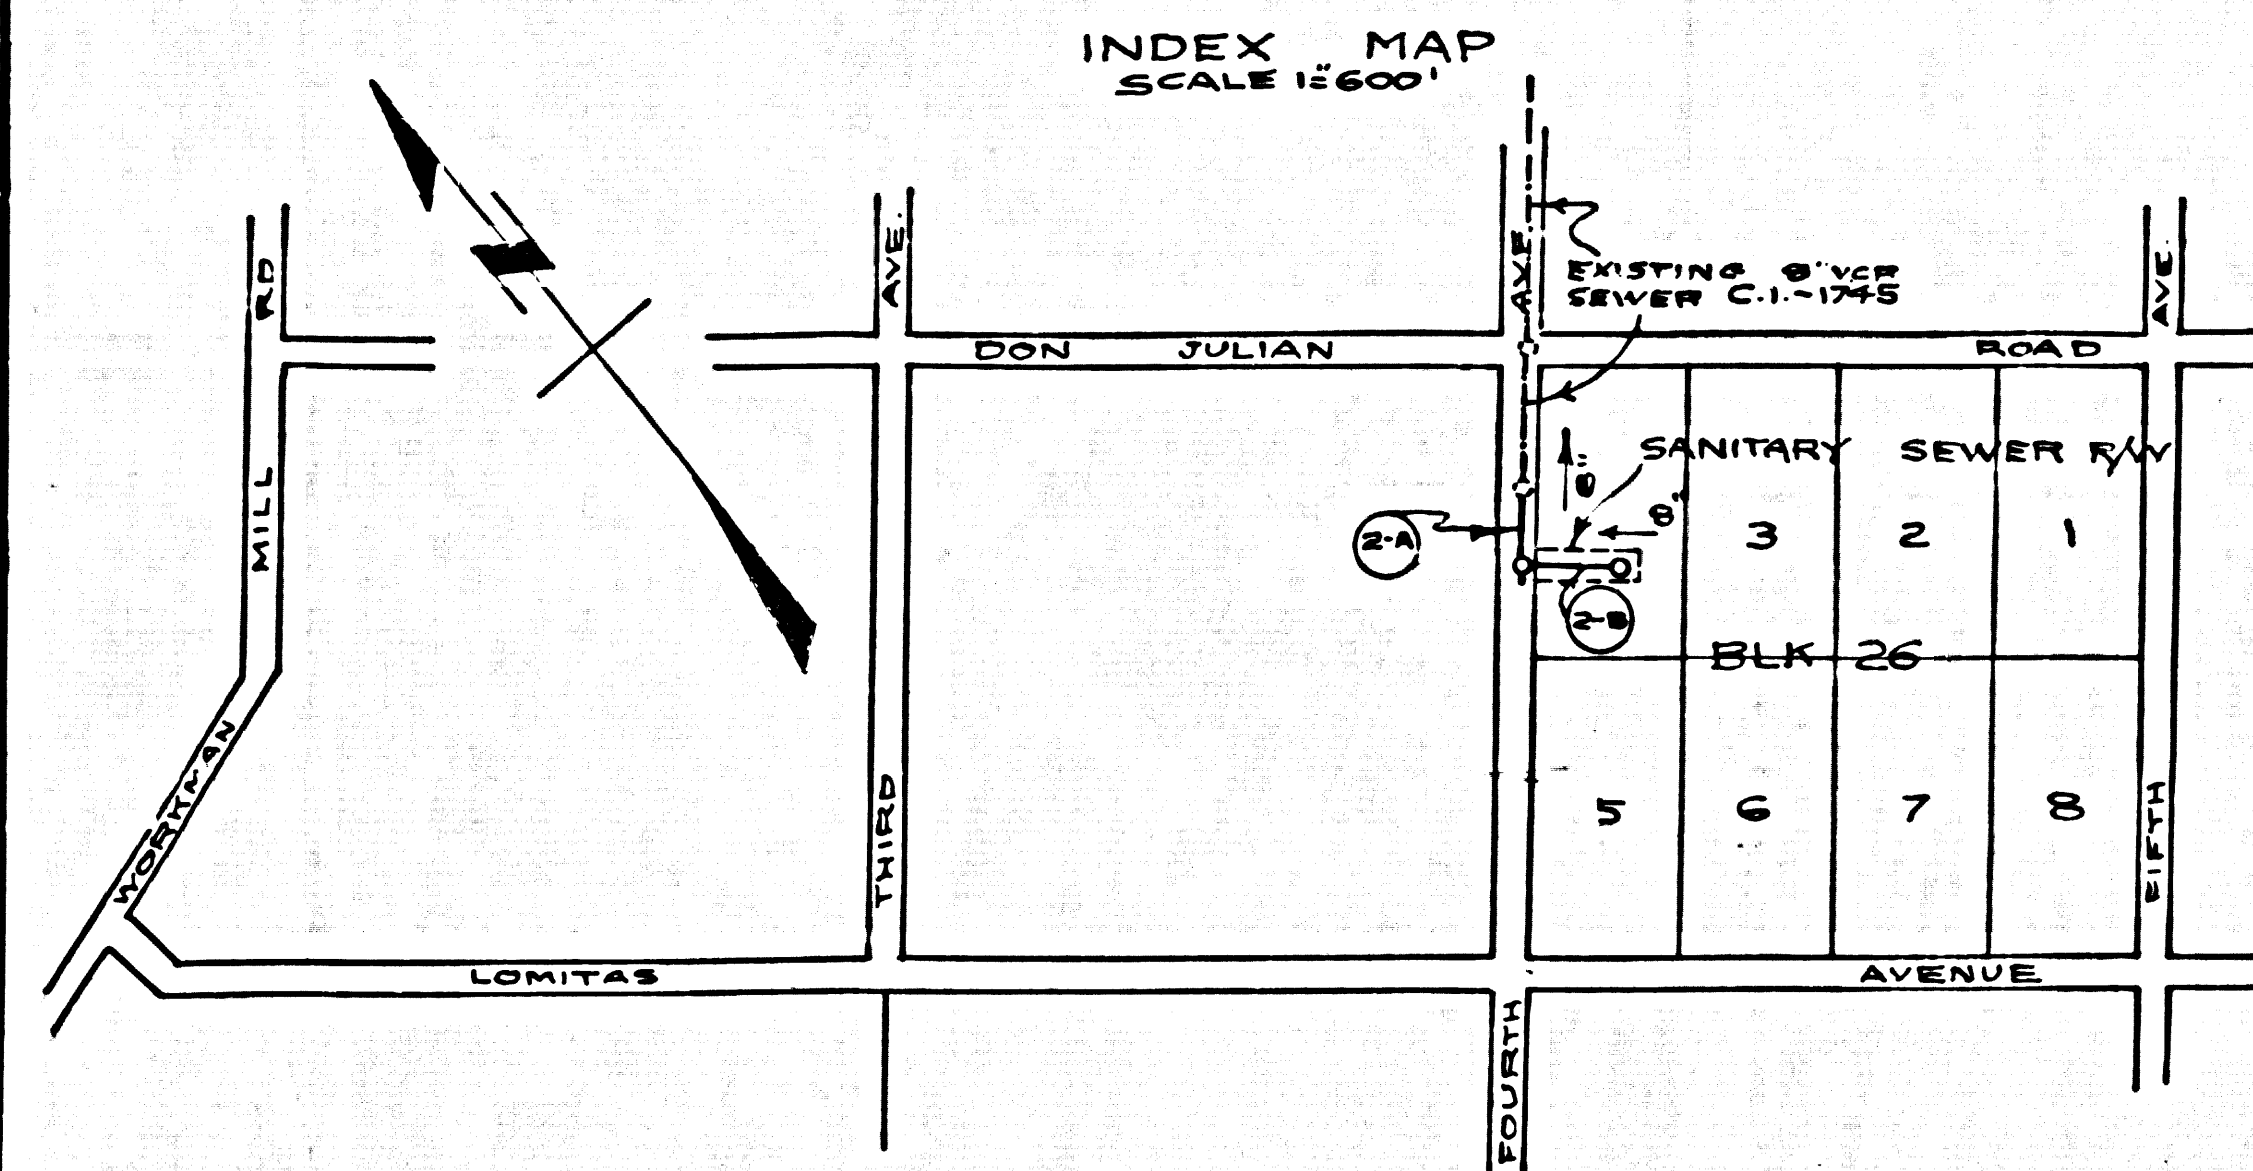 INDEX MAP
SCALE 1"=600'
RD
MILL
WORKMAN
AVE.
THIRD
AVE.
FOURTH
EXISTING 8" VCP
SEWER C.I.-1745
AVE.
FIFTH
DON JULIAN ROAD
SANITARY SEWER R/W
8"
8"
2-A
2-B
3 2 1
BLK 26
5 6 7 8
LOMITAS AVENUE
N